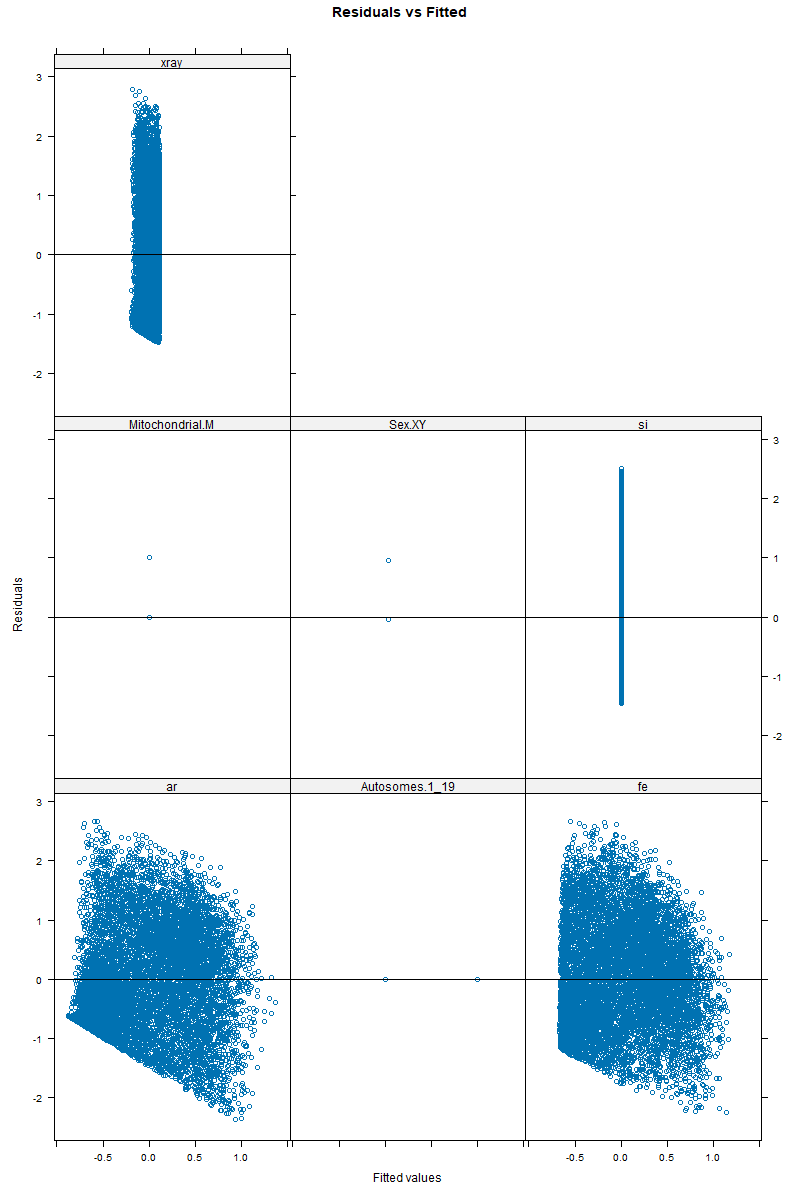 Residuals vs Fitted
xray
3
2
1
0
-1
-2
Mitochondrial.M
Sex.XY
si
3
2
1
0
-1
-2
Residuals
ar
Autosomes.1_19
fe
3
2
1
0
-1
-2
-0.5 0.0 0.5 1.0
-0.5 0.0 0.5 1.0
Fitted values